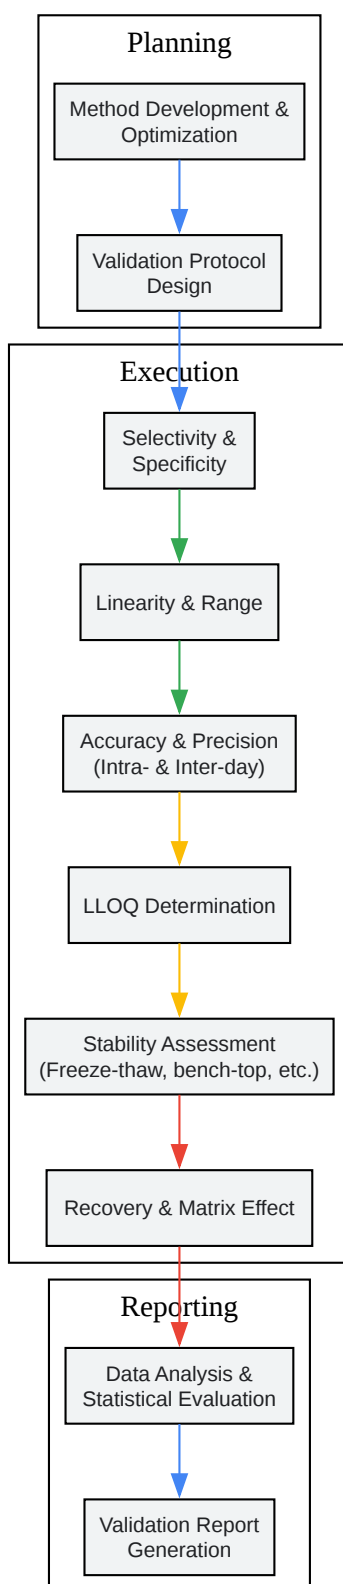 Planning
Method Development &
Optimization
Validation Protocol
Design
Execution
Selectivity &
Specificity
Linearity & Range
Accuracy & Precision
(Intra- & Inter-day)
LLOQ Determination
Stability Assessment
(Freeze-thaw, bench-top, etc.)
Recovery & Matrix Effect
Reporting
Data Analysis &
Statistical Evaluation
Validation Report
Generation